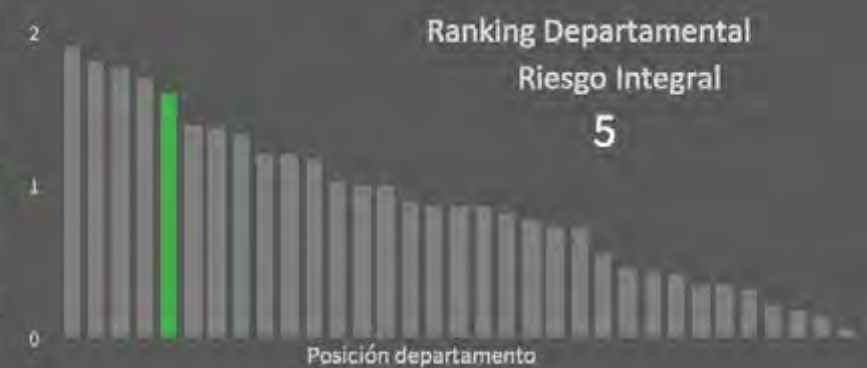 Ranking Departamental
Riesgo Integral
5
2
1
0
Posición departamento